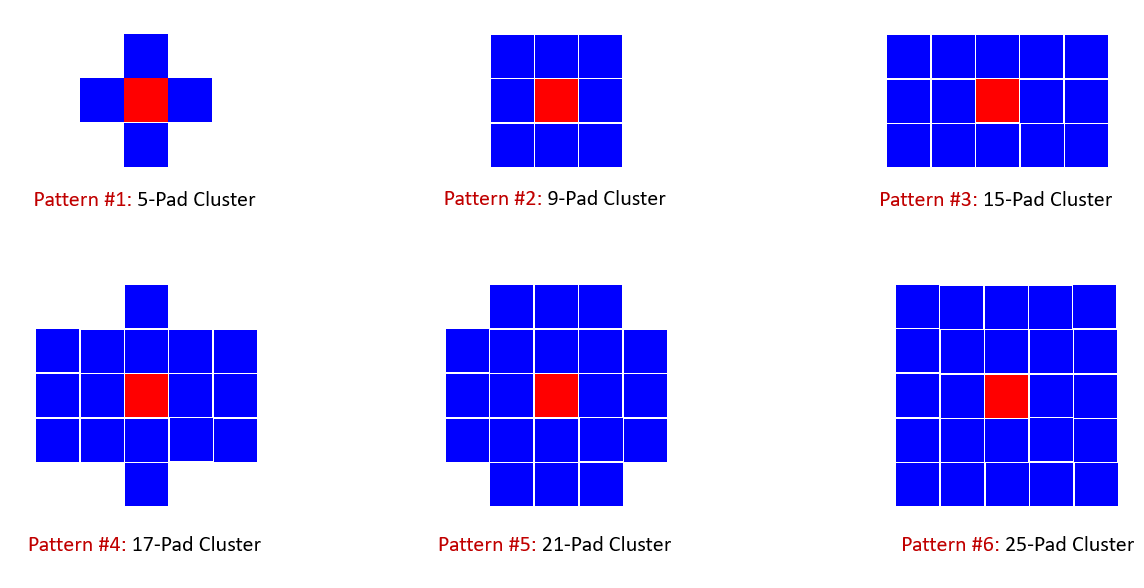 Pattern #1: 5-Pad Cluster
Pattern #2: 9-Pad Cluster
Pattern #3: 15-Pad Cluster
Pattern #4: 17-Pad Cluster
Pattern #5: 21-Pad Cluster
Pattern #6: 25-Pad Cluster